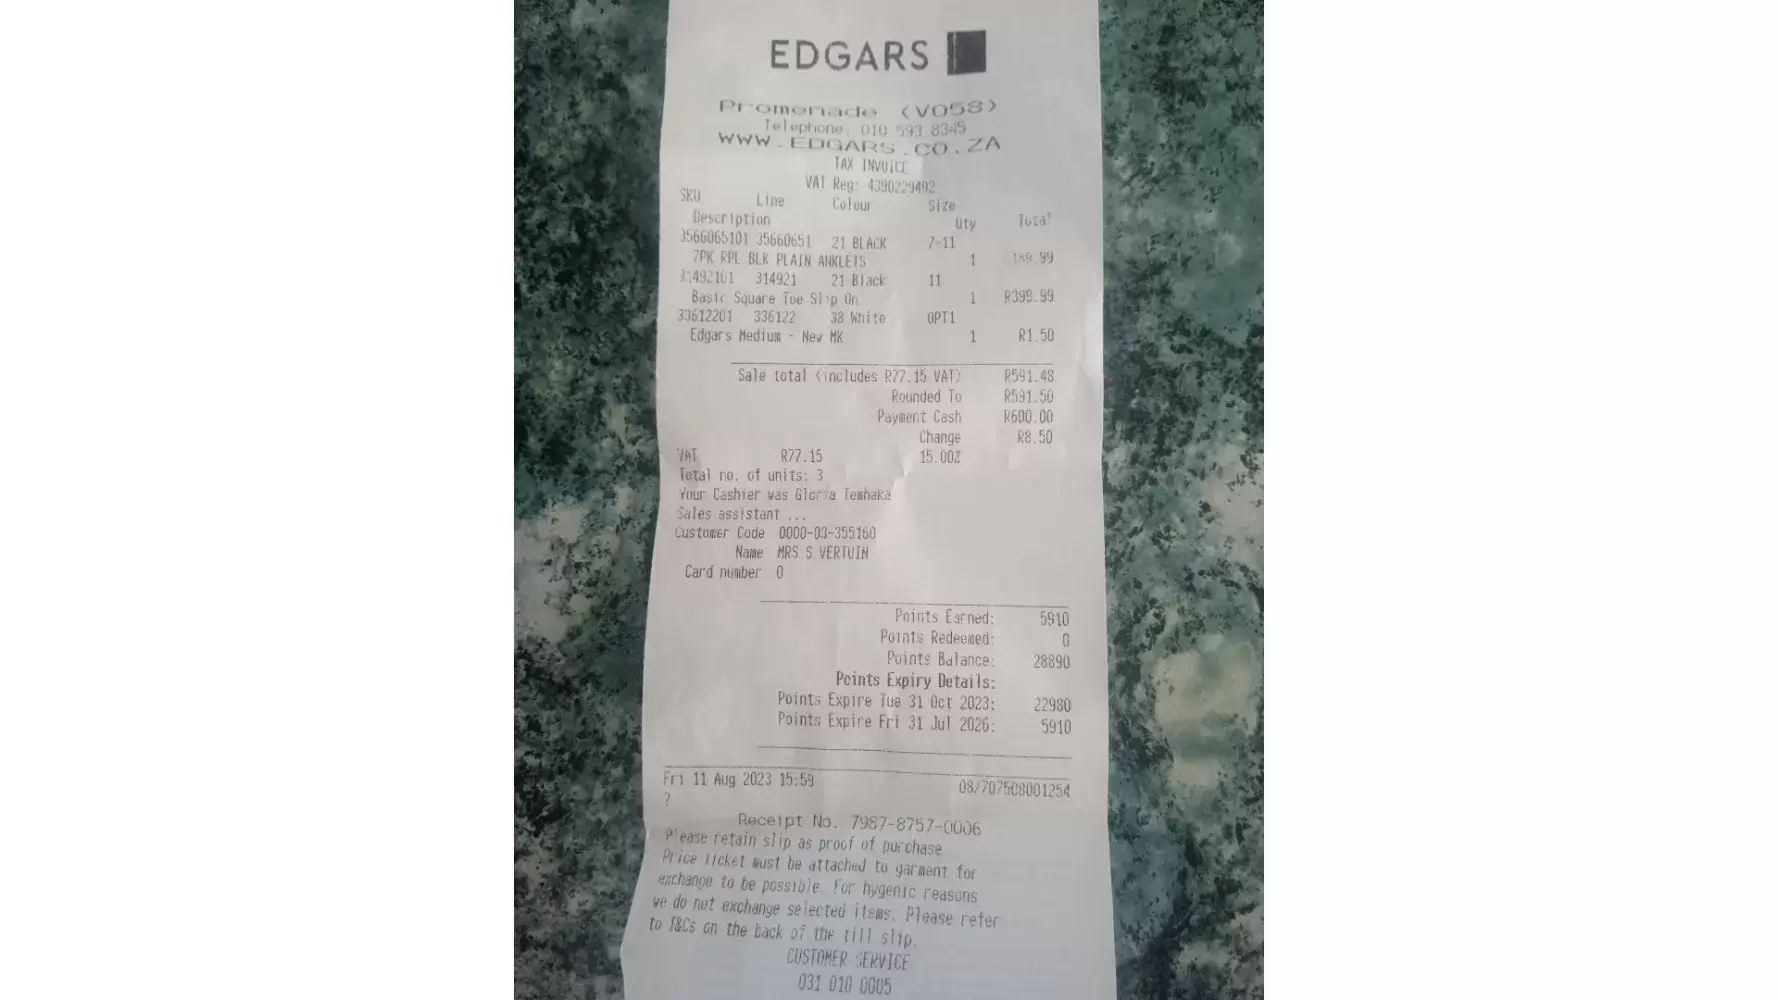 EDGARS
Promenade (V058)
Telephone. 010 593 8345
WWW.EDGARS.CO.ZA
TAX INVOICE
VAT Reg: 4390229492
SKU Line Colour Size
Description Qty Total
3566065101 35660651 21 BLACK 7-11
7PK RPL BLK PLAIN ANKLETS 1 189.99
31492101 314921 21 Black 11
Basic Square Toe Slip On 1 R399.99
33612201 336122 38 White OPT1
Edgars Medium - New MK 1 R1.50
Sale total (includes R77.15 VAT) R591.48
Rounded To R591.50
Payment Cash R600.00
Change R8.50
VAT R77.15 15.00%
Total no. of units: 3
Your Cashier was Gloria Tembaka
Sales assistant ...
Customer Code 0000-03-355160
Name MRS S VERTUIN
Card number 0
Points Earned: 5910
Points Redeemed: 0
Points Balance: 28890
Points Expiry Details:
Points Expire Tue 31 Oct 2023: 22980
Points Expire Fri 31 Jul 2026: 5910
Fri 11 Aug 2023 15:59 08/707508001254
?
Receipt No. 7987-8757-0006
Please retain slip as proof of purchase
Price ticket must be attached to garment for
exchange to be possible. For hygenic reasons
we do not exchange selected items. Please refer
to T&Cs on the back of the till slip.
CUSTOMER SERVICE
031 010 0005